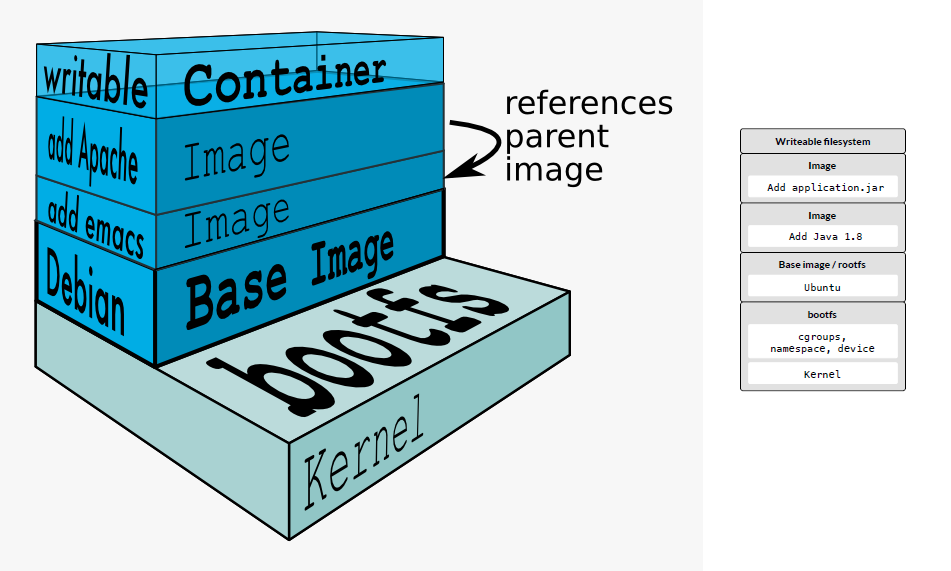 writable Container
add Apache Image
add emacs Image
Debian Base Image
bootfs
Kernel
references
parent
image
Writeable filesystem
Image
Add application.jar
Image
Add Java 1.8
Base image / rootfs
Ubuntu
bootfs
cgroups,
namespace, device
Kernel